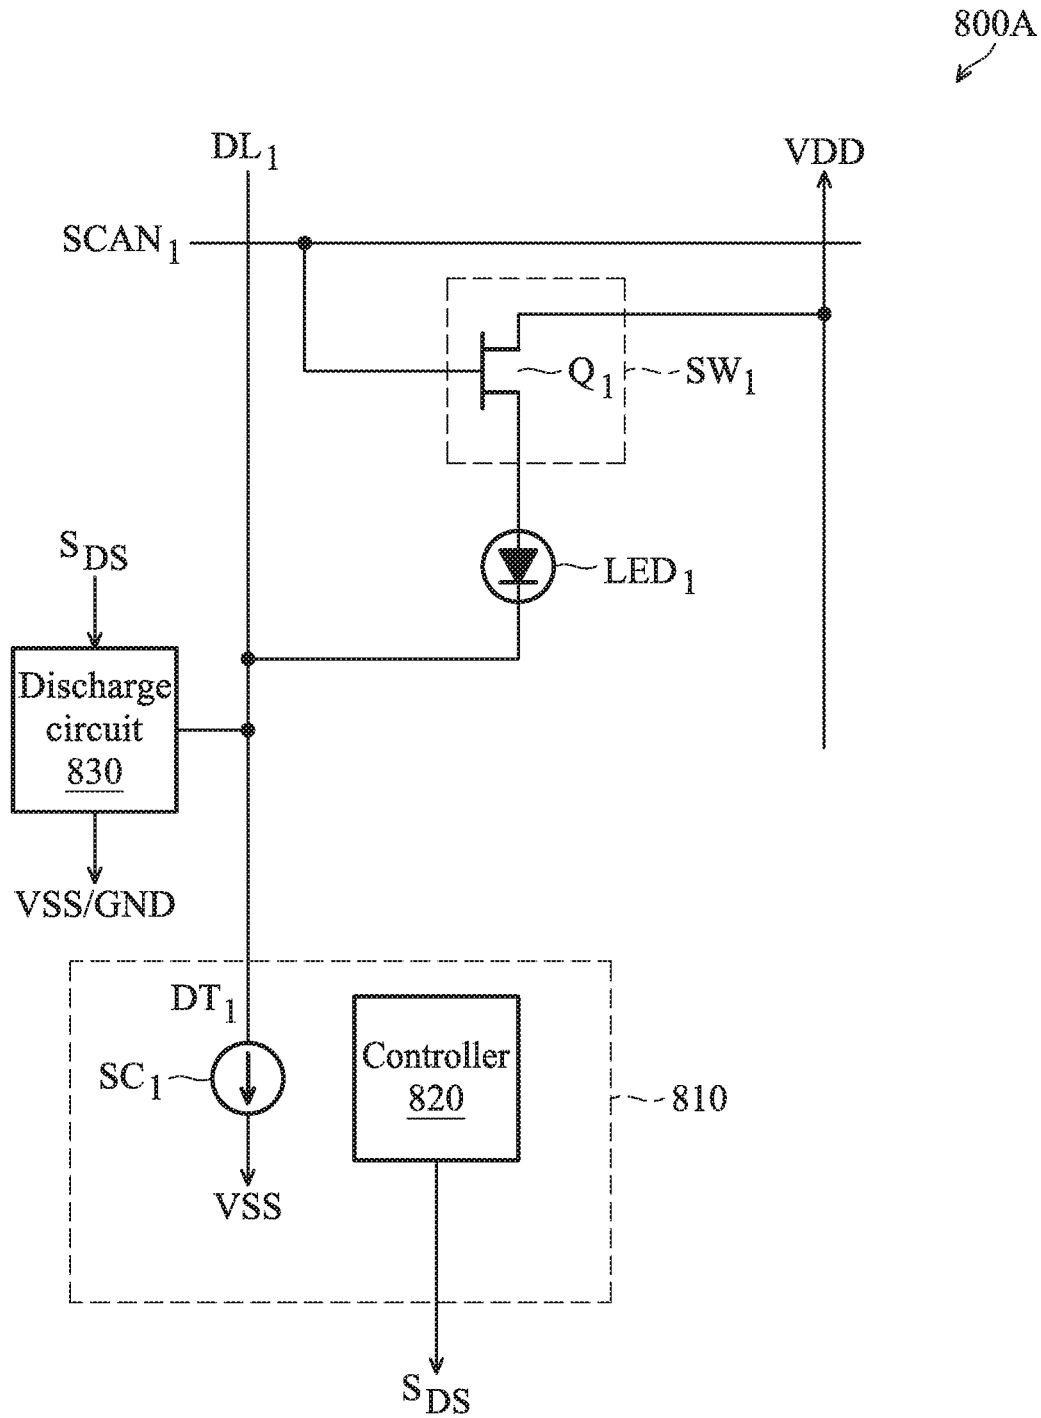 800A
DL1
VDD
SCAN1
Q1
SW1
SDS
LED1
Discharge
circuit
830
VSS/GND
DT1
Controller
820
SC1
810
VSS
SDS